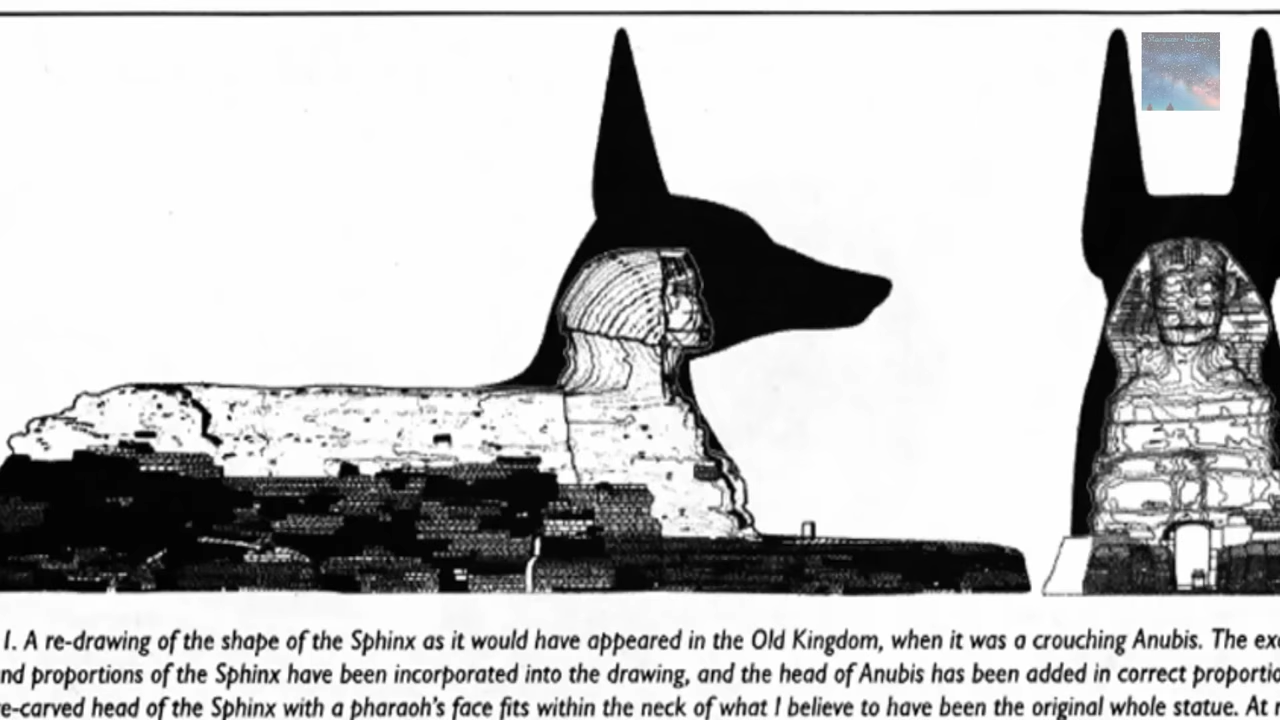 1. A re-drawing of the shape of the Sphinx as it would have appeared in the Old Kingdom, when it was a crouching Anubis. The
nd proportions of the Sphinx have been incorporated into the drawing, and the head of Anubis has been added in correct
e-carved head of the Sphinx with a pharaoh's face fits within the neck of what I believe to have been the original whole statue. At